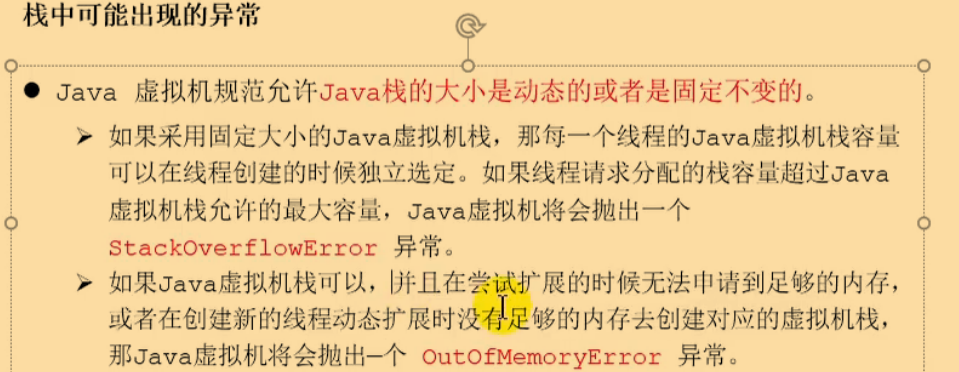 栈中可能出现的异常
● Java 虚拟机规范允许Java栈的大小是动态的或者是固定不变的。
➢ 如果采用固定大小的Java虚拟机栈，那每一个线程的Java虚拟机栈容量
可以在线程创建的时候独立选定。如果线程请求分配的栈容量超过Java
虚拟机栈允许的最大容量，Java虚拟机将会抛出一个
StackOverflowError 异常。
➢ 如果Java虚拟机栈可以，并且在尝试扩展的时候无法申请到足够的内存，
或者在创建新的线程动态扩展时没有足够的内存去创建对应的虚拟机栈，
那Java虚拟机将会抛出一个 OutOfMemoryError 异常。